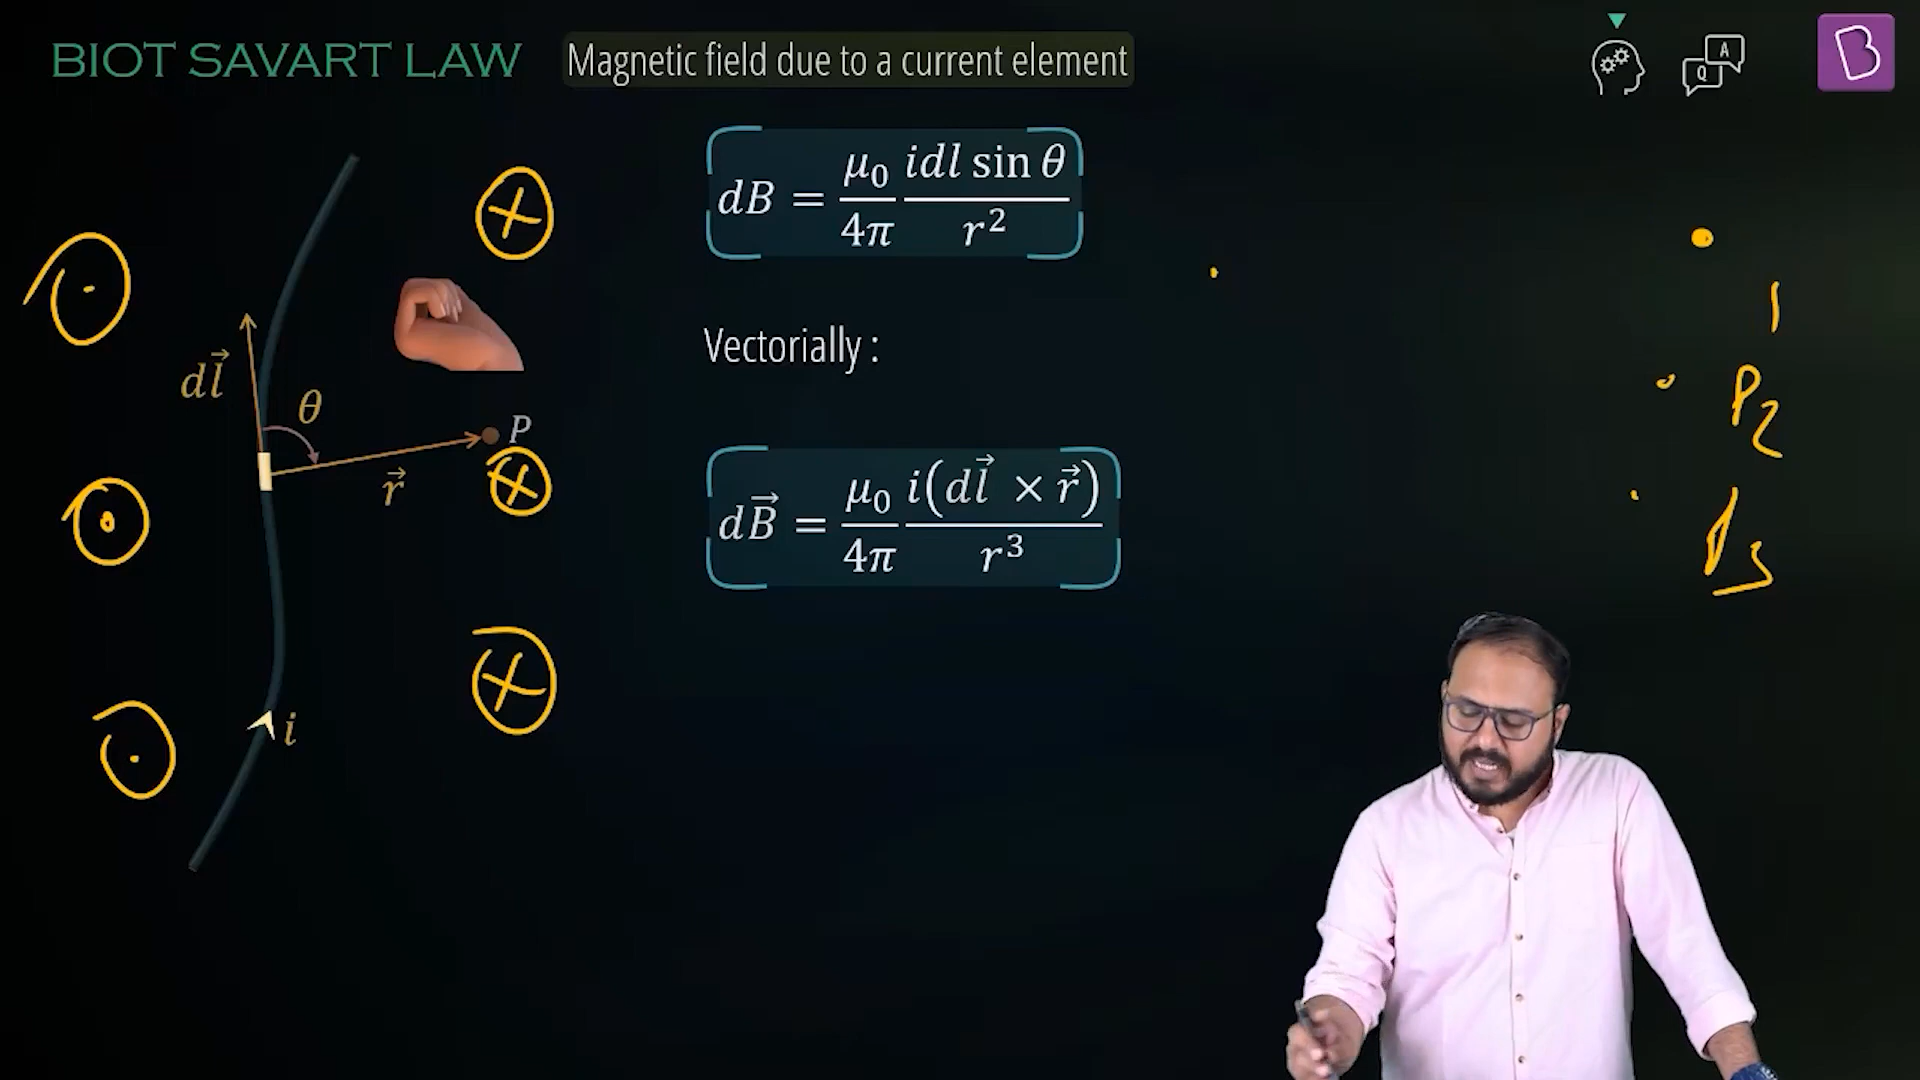 BIOT SAVART LAW Magnetic field due to a current element
Q A
B
dB = μ₀/4π idl sin θ/r²
1
Vectorially :
dl⃗
θ
P
r⃗
P2
dB⃗ = μ₀/4π i(dl⃗ × r⃗)/r³
P3
i